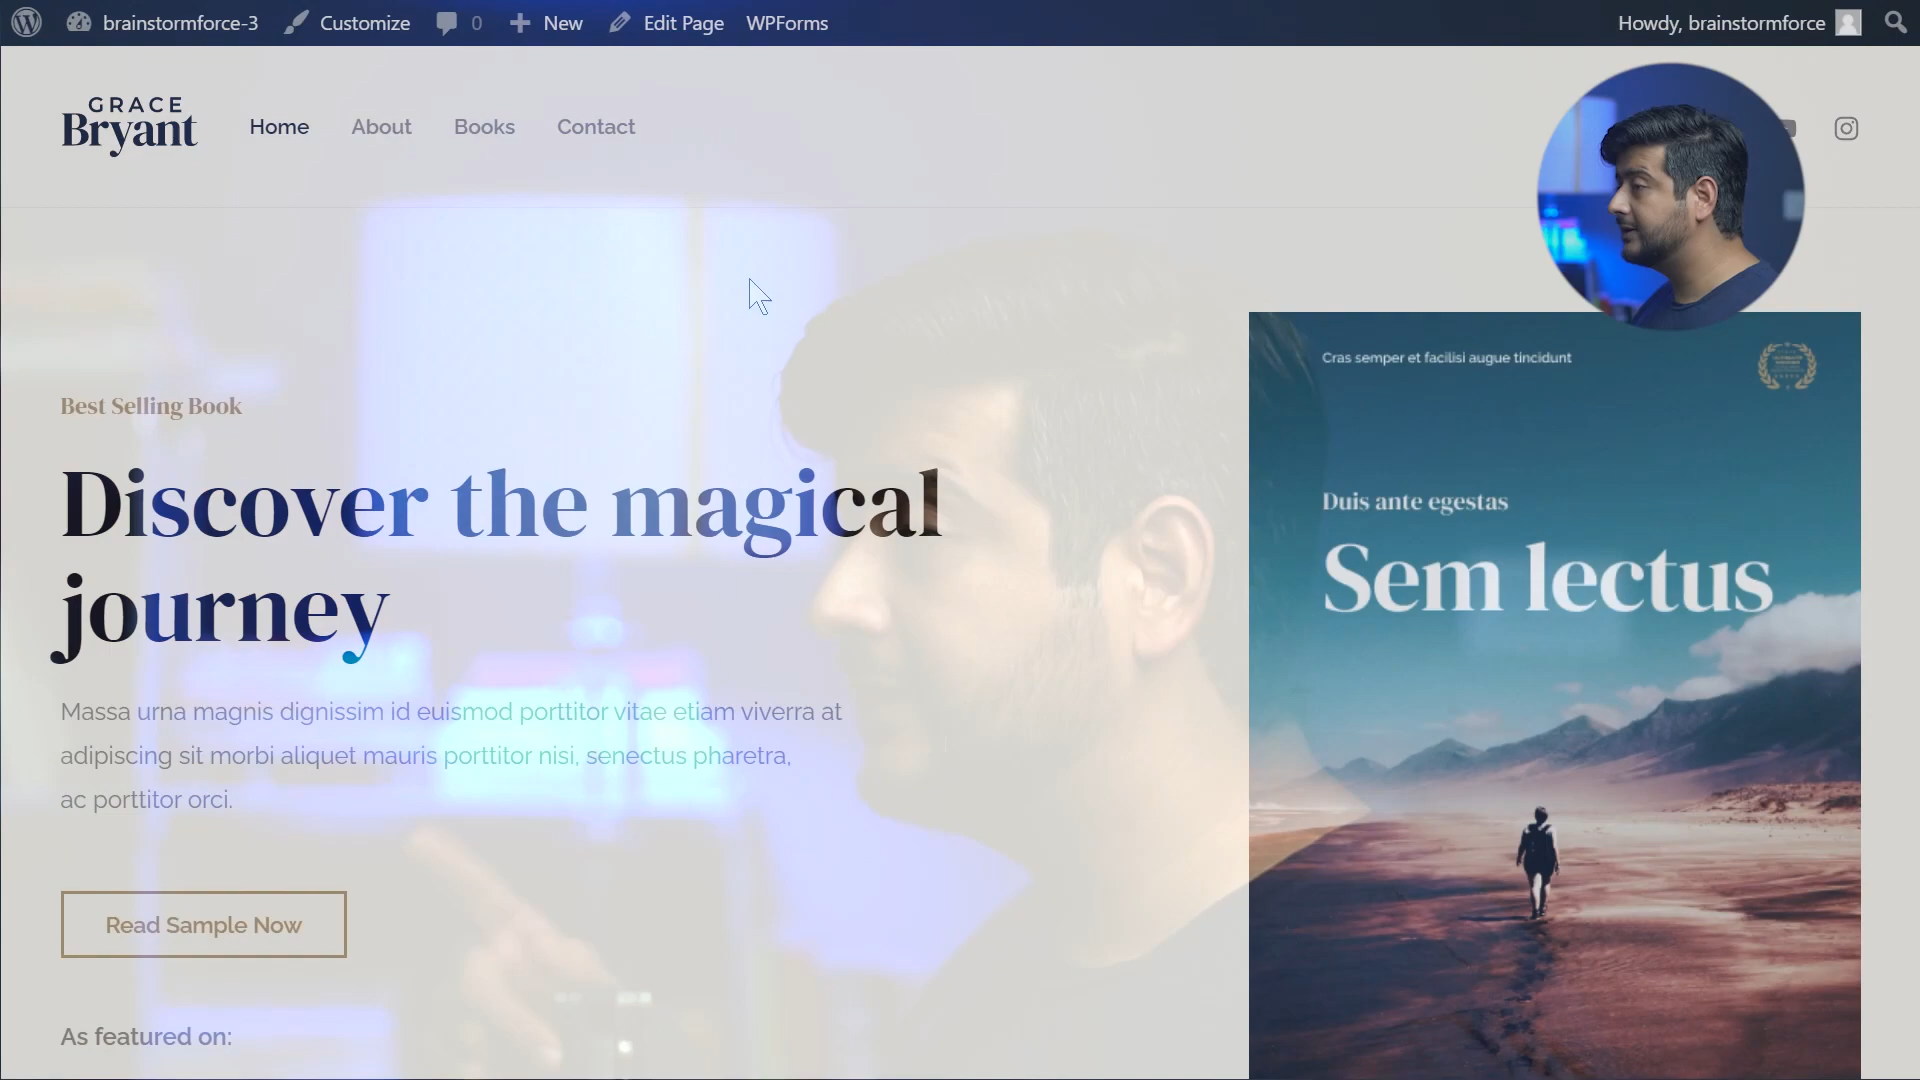 brainstormforce-3 Customize 0 New Edit Page WPForms Howdy, brainstormforce
GRACE
Bryant
Home About Books Contact
Cras semper et facilisi augue tincidunt
Best Selling Book
Discover the magical
journey
Duis ante egestas
Sem lectus
Massa urna magnis dignissim id euismod porttitor vitae etiam viverra at
adipiscing sit morbi aliquet mauris porttitor nisi, senectus pharetra,
ac porttitor orci.
Read Sample Now
As featured on: